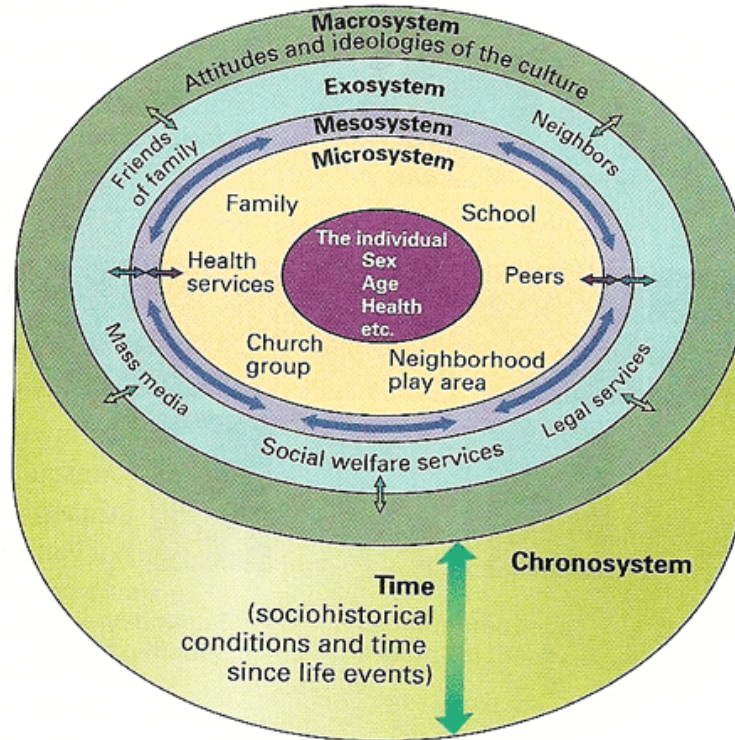 Macrosystem
Attitudes and ideologies of the culture
Exosystem
Mesosystem
Microsystem
Friends
of family
Neighbors
Family
School
The individual
Sex
Age
Health
etc.
Health
services
Peers
Church
group
Neighborhood
play area
Mass media
Social welfare services
Legal services
Chronosystem
Time
(sociohistorical
conditions and time
since life events)